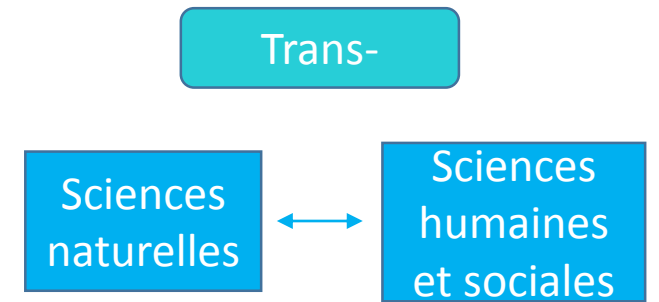 Trans-
Sciences
naturelles
Sciences
humaines
et sociales